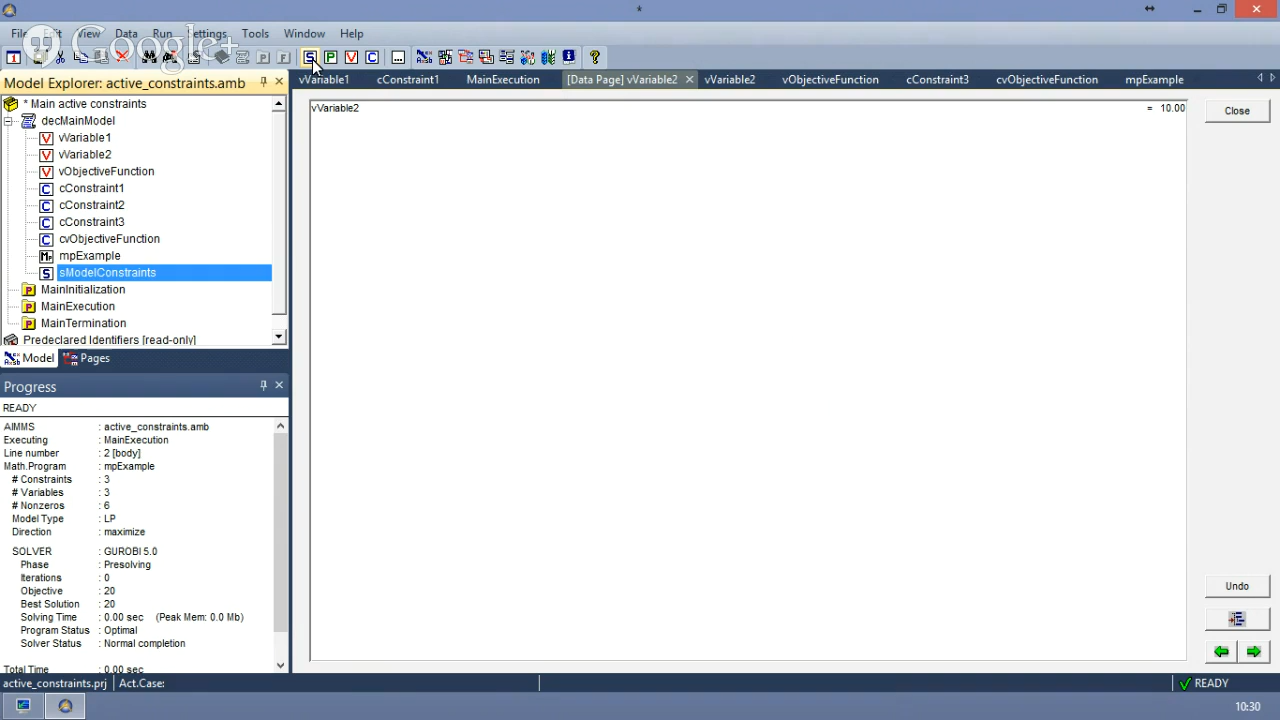 *
File Edit View Data Run Settings Tools Window Help
Google+
Model Explorer: active_constraints.amb
vVariable1 cConstraint1 MainExecution [Data Page] vVariable2 vVariable2 vObjectiveFunction cConstraint3 cvObjectiveFunction mpExample
* Main active constraints
decMainModel
vVariable1
vVariable2
vObjectiveFunction
cConstraint1
cConstraint2
cConstraint3
cvObjectiveFunction
mpExample
sModelConstraints
MainInitialization
MainExecution
MainTermination
Predeclared Identifiers [read-only]
Model Pages
vVariable2 = 10.00
Close
Undo
Progress
READY
AIMMS : active_constraints.amb
Executing : MainExecution
Line number : 2 [body]
Math.Program : mpExample
# Constraints : 3
# Variables : 3
# Nonzeros : 6
Model Type : LP
Direction : maximize
SOLVER : GUROBI 5.0
Phase : Presolving
Iterations : 0
Objective : 20
Best Solution : 20
Solving Time : 0.00 sec (Peak Mem: 0.0 Mb)
Program Status : Optimal
Solver Status : Normal completion
Total Time : 0.00 sec
active_constraints.prj Act.Case: READY
10:30